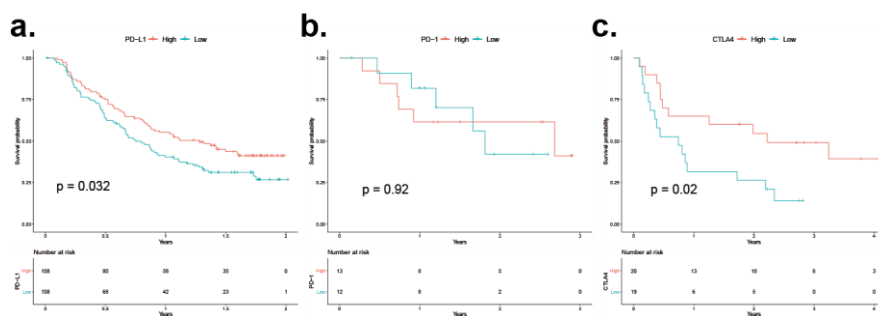 a.
PD-L1 High Low
Survival probability
1.00
0.75
0.50
0.25
0.00
p = 0.032
0 0.5 1 1.5 2
Years
Number at risk
PD-L1
High 108 80 58 35 0
Low 108 68 42 23 1
b.
PD-1 High Low
Survival probability
1.00
0.75
0.50
0.25
0.00
p = 0.92
0 1 2 3
Years
Number at risk
PD-1
High 13 8 5 0
Low 12 8 2 0
c.
CTLA4 High Low
Survival probability
1.00
0.75
0.50
0.25
0.00
p = 0.02
0 1 2 3 4
Years
Number at risk
CTLA4
High 20 13 10 6 3
Low 19 6 5 0 0